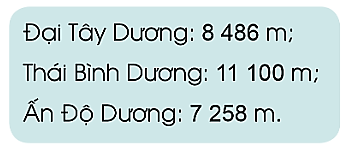 Đại Tây Dương: 8 486 m;
Thái Bình Dương: 11 100 m;
Ấn Độ Dương: 7 258 m.